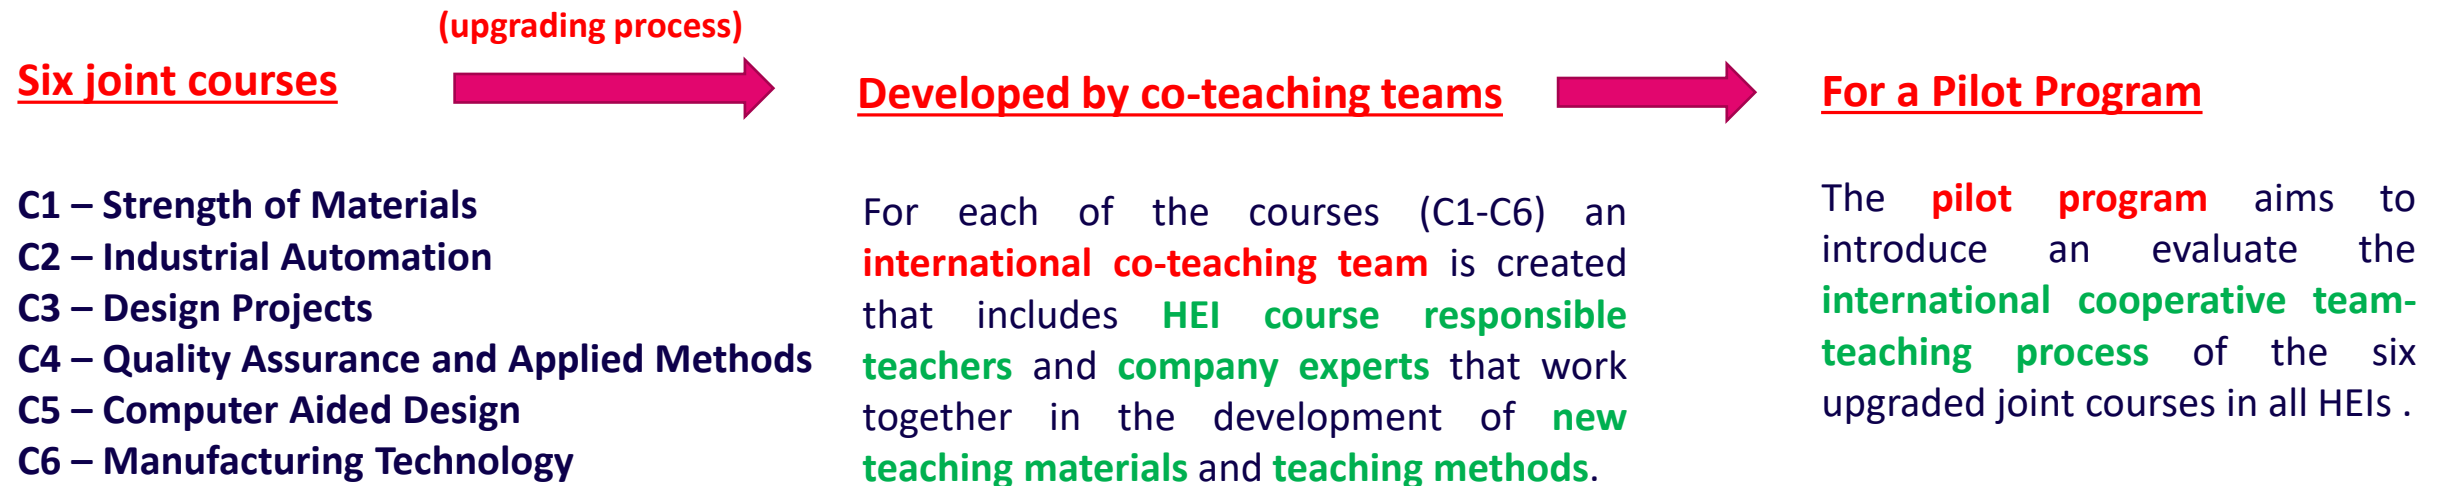 (upgrading process)
Six joint courses
C1 – Strength of Materials
C2 – Industrial Automation
C3 – Design Projects
C4 – Quality Assurance and Applied Methods
C5 – Computer Aided Design
C6 – Manufacturing Technology
Developed by co-teaching teams
For each of the courses (C1-C6) an
international co-teaching team is created
that includes HEI course responsible
teachers and company experts that work
together in the development of new
teaching materials and teaching methods.
For a Pilot Program
The pilot program aims to
introduce an evaluate the
international cooperative team-
teaching process of the six
upgraded joint courses in all HEIs .